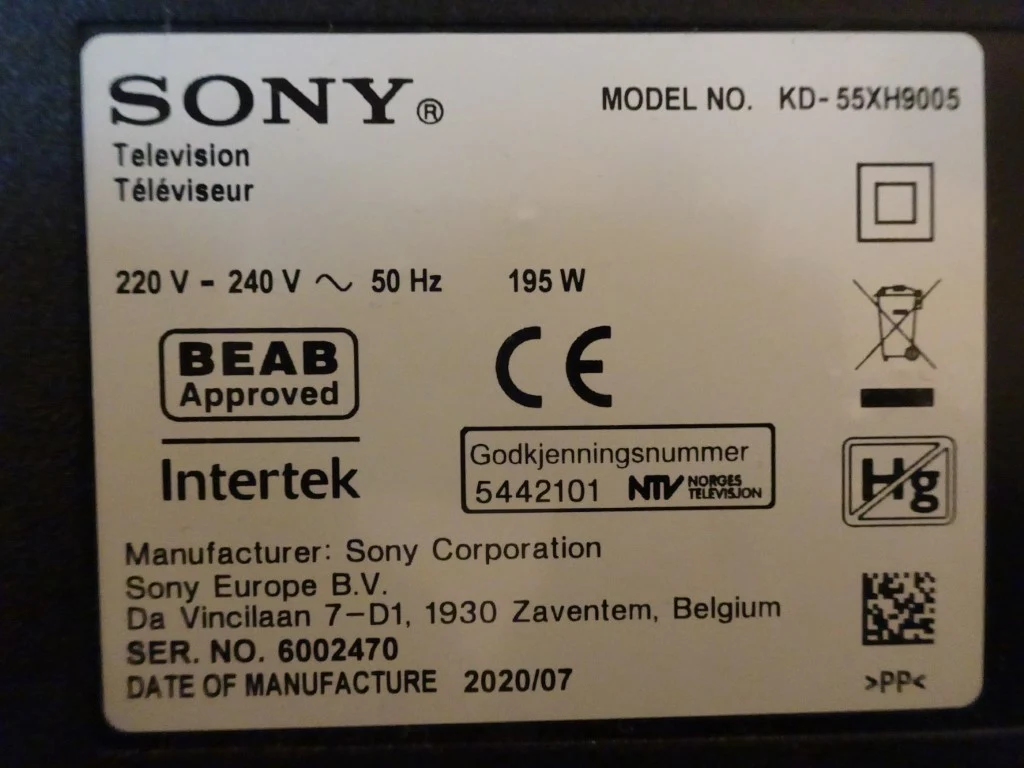 SONY®
MODEL NO. KD-55XH9005
Television
Téléviseur
220 V - 240 V ~ 50 Hz 195 W
BEAB
Approved
Intertek
CE
Godkjenningsnummer
5442101 NTV NORGES TELEVISJON
Hg
Manufacturer: Sony Corporation
Sony Europe B.V.
Da Vincilaan 7-D1, 1930 Zaventem, Belgium
SER. NO. 6002470
DATE OF MANUFACTURE 2020/07
>PP<